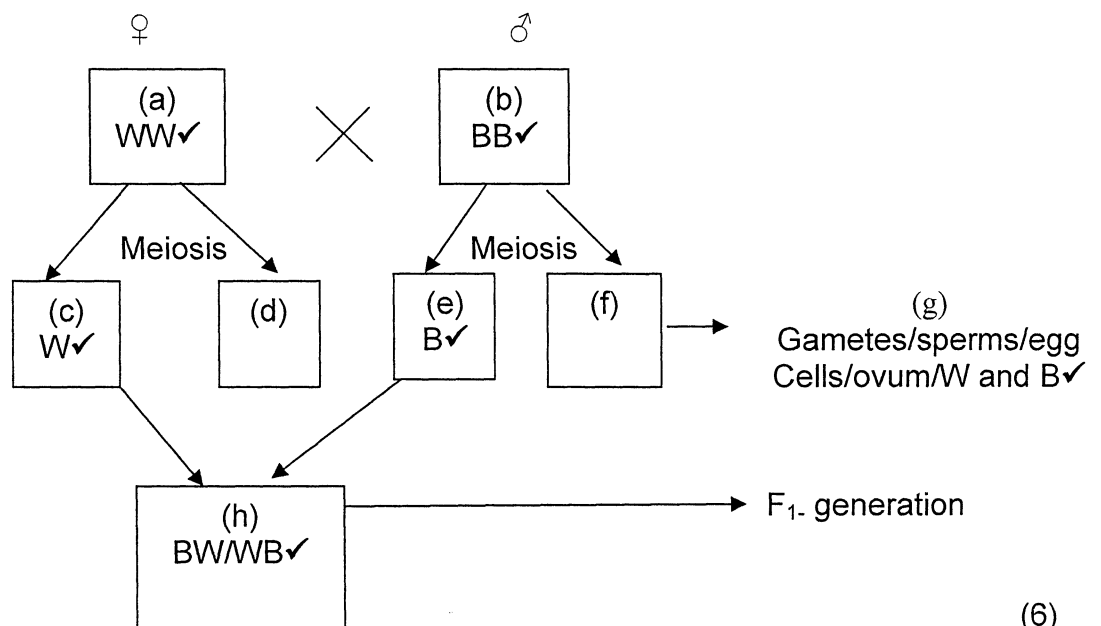 ♀ ♂
(a) (b)
WW✓ BB✓
Meiosis Meiosis
(c) (d) (e) (f) (g)
W✓ B✓ Gametes/sperms/egg
Cells/ovum/W and B✓
(h) F₁- generation
BW/WB✓
(6)